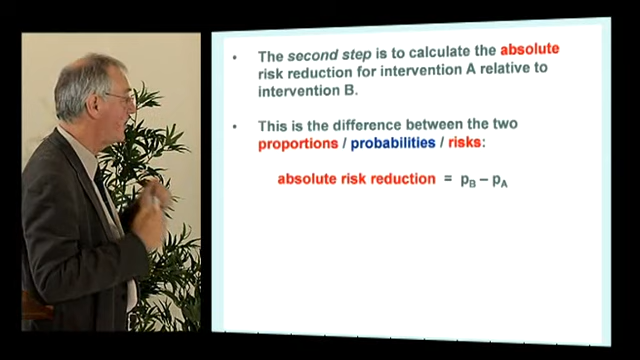 • The second step is to calculate the absolute
risk reduction for intervention A relative to
intervention B.
• This is the difference between the two
proportions / probabilities / risks:
absolute risk reduction = pB – pA